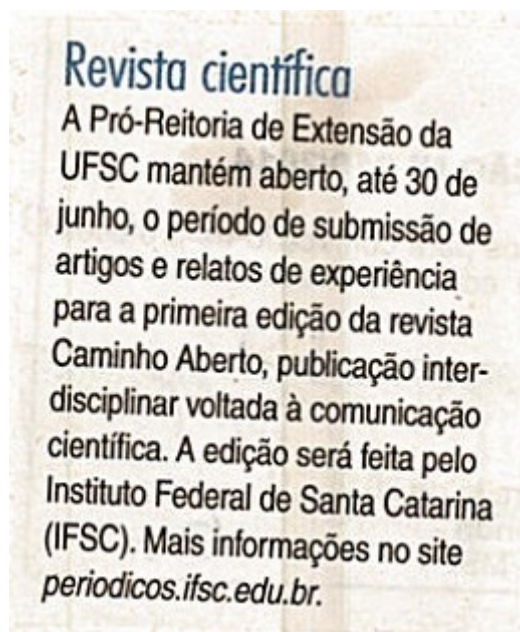 Revista científica
A Pró-Reitoria de Extensão da
UFSC mantém aberto, até 30 de
junho, o período de submissão de
artigos e relatos de experiência
para a primeira edição da revista
Caminho Aberto, publicação inter-
disciplinar voltada à comunicação
científica. A edição será feita pelo
Instituto Federal de Santa Catarina
(IFSC). Mais informações no site
periodicos.ifsc.edu.br.